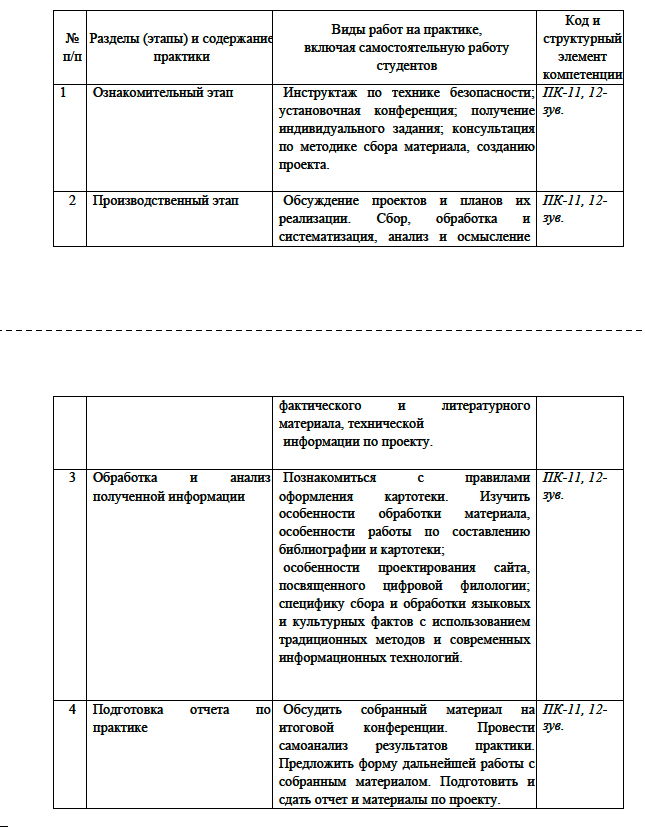 №
п/п
Разделы (этапы) и содержание
практики
Виды работ на практике,
включая самостоятельную работу
студентов
Код и
структурный
элемент
компетенции
1
Ознакомительный этап
Инструктаж по технике безопасности;
установочная конференция; получение
индивидуального задания; консультация
по методике сбора материала, созданию
проекта.
ПК-11, 12-
зув.
2
Производственный этап
Обсуждение проектов и планов их
реализации. Сбор, обработка и
систематизация, анализ и осмысление
ПК-11, 12-
зув.
фактического и литературного
материала, технической
информации по проекту.
3
Обработка и анализ
полученной информации
Познакомиться с правилами
оформления картотеки. Изучить
особенности обработки материала,
особенности работы по составлению
библиографии и картотеки;
особенности проектирования сайта,
посвященного цифровой филологии;
специфику сбора и обработки языковых
и культурных фактов с использованием
традиционных методов и современных
информационных технологий.
ПК-11, 12-
зув.
4
Подготовка отчета по
практике
Обсудить собранный материал на
итоговой конференции. Провести
самоанализ результатов практики.
Предложить форму дальнейшей работы с
собранным материалом. Подготовить и
сдать отчет и материалы по проекту.
ПК-11, 12-
зув.